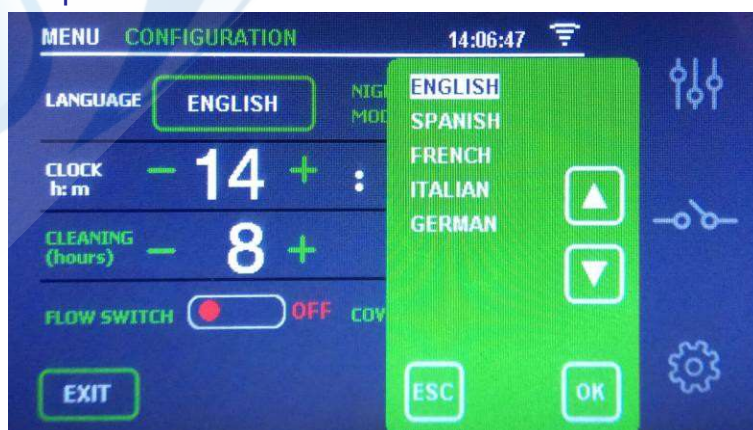 MENU CONFIGURATION 14:06:47
LANGUAGE ENGLISH
CLOCK
h: m
- 14 + :
CLEANING
(hours)
- 8 +
FLOW SWITCH OFF
EXIT
ENGLISH
SPANISH
FRENCH
ITALIAN
GERMAN
ESC OK